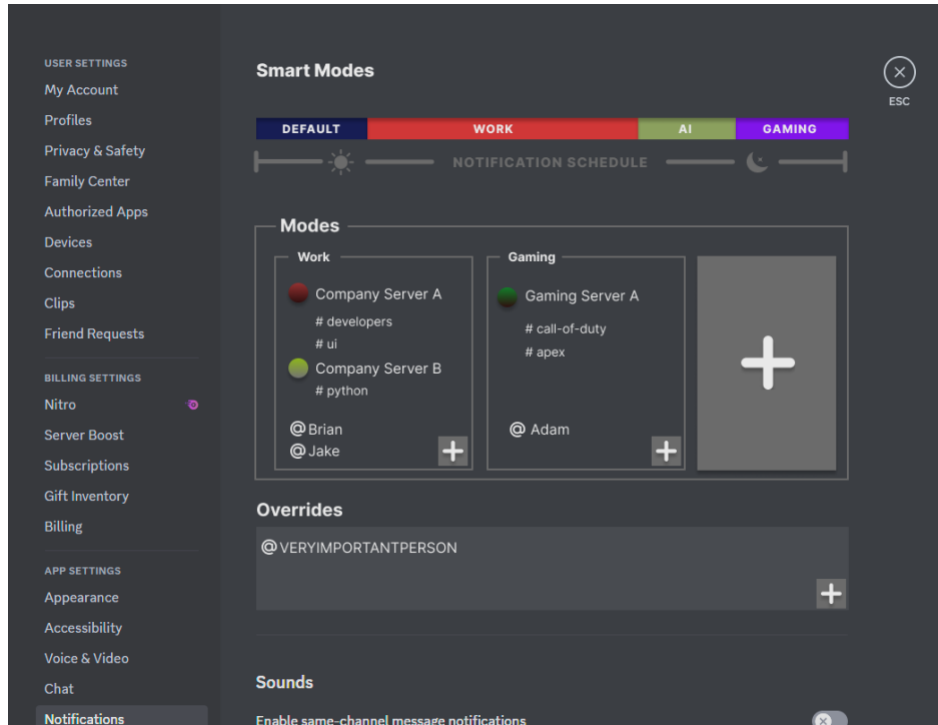 USER SETTINGS
My Account
Profiles
Privacy & Safety
Family Center
Authorized Apps
Devices
Connections
Clips
Friend Requests
BILLING SETTINGS
Nitro
Server Boost
Subscriptions
Gift Inventory
Billing
APP SETTINGS
Appearance
Accessibility
Voice & Video
Chat
Notifications
Smart Modes
ESC
DEFAULT WORK AI GAMING
NOTIFICATION SCHEDULE
Modes
Work
Company Server A
# developers
# ui
Company Server B
# python
@Brian
@Jake
Gaming
Gaming Server A
# call-of-duty
# apex
@ Adam
Overrides
@VERYIMPORTANTPERSON
Sounds
Enable same-channel message notifications